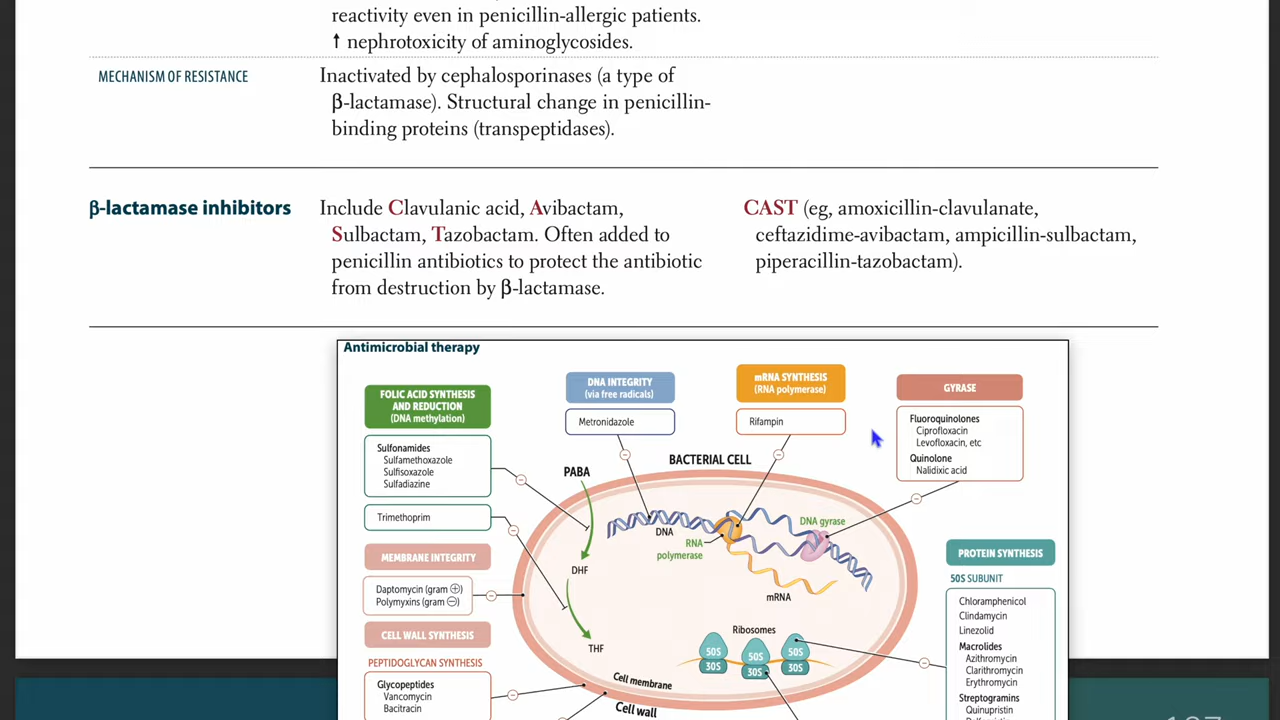 reactivity even in penicillin-allergic patients.
↑ nephrotoxicity of aminoglycosides.
MECHANISM OF RESISTANCE
Inactivated by cephalosporinases (a type of
β-lactamase). Structural change in penicillin-
binding proteins (transpeptidases).
β-lactamase inhibitors
Include Clavulanic acid, Avibactam,
Sulbactam, Tazobactam. Often added to
penicillin antibiotics to protect the antibiotic
from destruction by β-lactamase.
CAST (eg, amoxicillin-clavulanate,
ceftazidime-avibactam, ampicillin-sulbactam,
piperacillin-tazobactam).
Antimicrobial therapy
FOLIC ACID SYNTHESIS
AND REDUCTION
(DNA methylation)
Sulfonamides
Sulfamethoxazole
Sulfisoxazole
Sulfadiazine
Trimethoprim
MEMBRANE INTEGRITY
Daptomycin (gram ⊕)
Polymyxins (gram ⊖)
CELL WALL SYNTHESIS
PEPTIDOGLYCAN SYNTHESIS
Glycopeptides
Vancomycin
Bacitracin
DNA INTEGRITY
(via free radicals)
Metronidazole
mRNA SYNTHESIS
(RNA polymerase)
Rifampin
GYRASE
Fluoroquinolones
Ciprofloxacin
Levofloxacin, etc
Quinolone
Nalidixic acid
BACTERIAL CELL
PABA
DNA
RNA
polymerase
DNA gyrase
DHF
mRNA
THF
Ribosomes
50S
50S
50S
30S
30S
30S
Cell membrane
Cell wall
PROTEIN SYNTHESIS
50S SUBUNIT
Chloramphenicol
Clindamycin
Linezolid
Macrolides
Azithromycin
Clarithromycin
Erythromycin
Streptogramins
Quinupristin